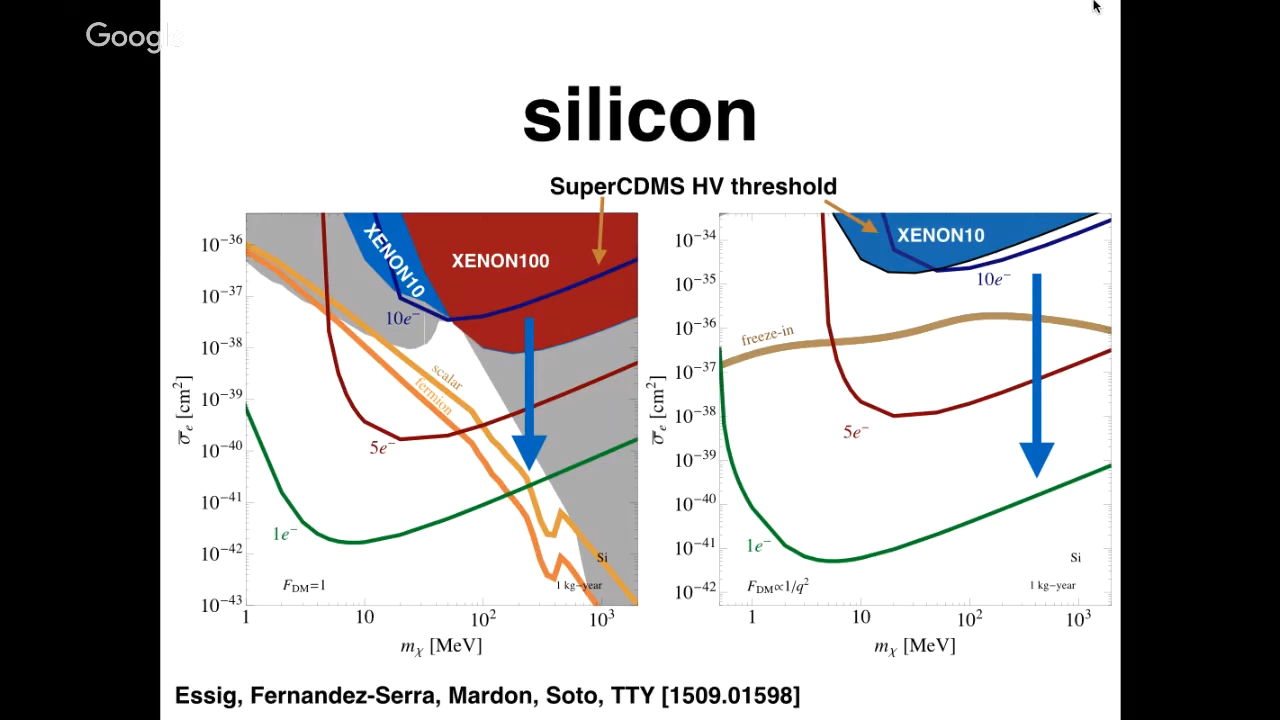 Google
silicon
SuperCDMS HV threshold
XENON10
XENON100
10e⁻
scalar
fermion
5e⁻
1e⁻
F_DM=1
Si
1 kg−year
10⁻³⁶
10⁻³⁷
10⁻³⁸
10⁻³⁹
10⁻⁴⁰
10⁻⁴¹
10⁻⁴²
10⁻⁴³
σ̅ₑ [cm²]
1 10 10² 10³
m_χ [MeV]
XENON10
10e⁻
freeze-in
5e⁻
1e⁻
F_DM∝1/q²
Si
1 kg−year
10⁻³⁴
10⁻³⁵
10⁻³⁶
10⁻³⁷
10⁻³⁸
10⁻³⁹
10⁻⁴⁰
10⁻⁴¹
10⁻⁴²
σ̅ₑ [cm²]
1 10 10² 10³
m_χ [MeV]
Essig, Fernandez-Serra, Mardon, Soto, TTY [1509.01598]